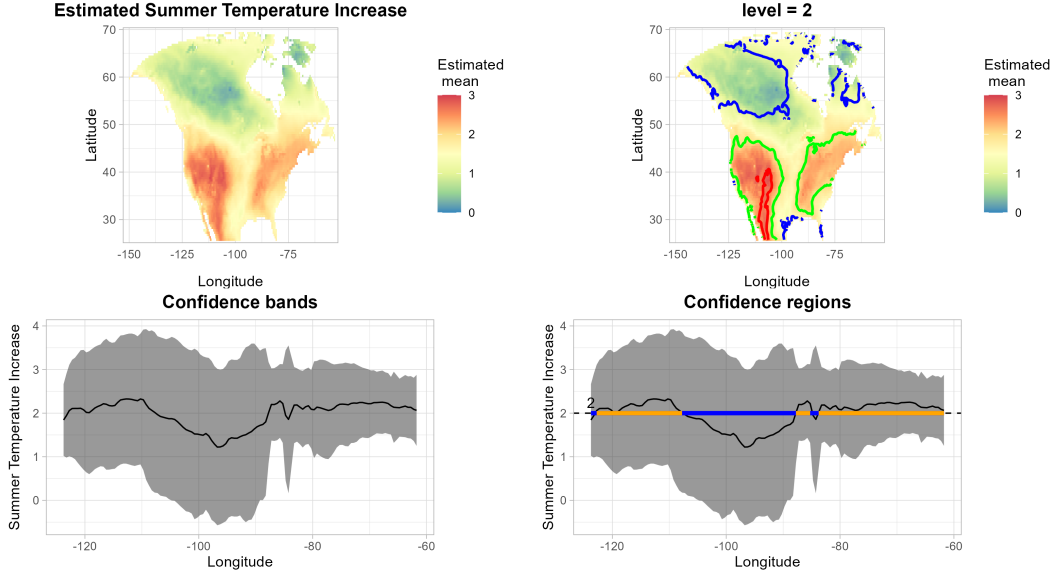 Estimated Summer Temperature Increase
70
60
50
40
30
Latitude
-150
-125
-100
-75
Longitude
Estimated
mean
3
2
1
0
level = 2
70
60
50
40
30
Latitude
-150
-125
-100
-75
Longitude
Estimated
mean
3
2
1
0
Confidence bands
Summer Temperature Increase
4
3
2
1
0
-120
-100
-80
-60
Longitude
Confidence regions
Summer Temperature Increase
4
3
2
1
0
2
-120
-100
-80
-60
Longitude